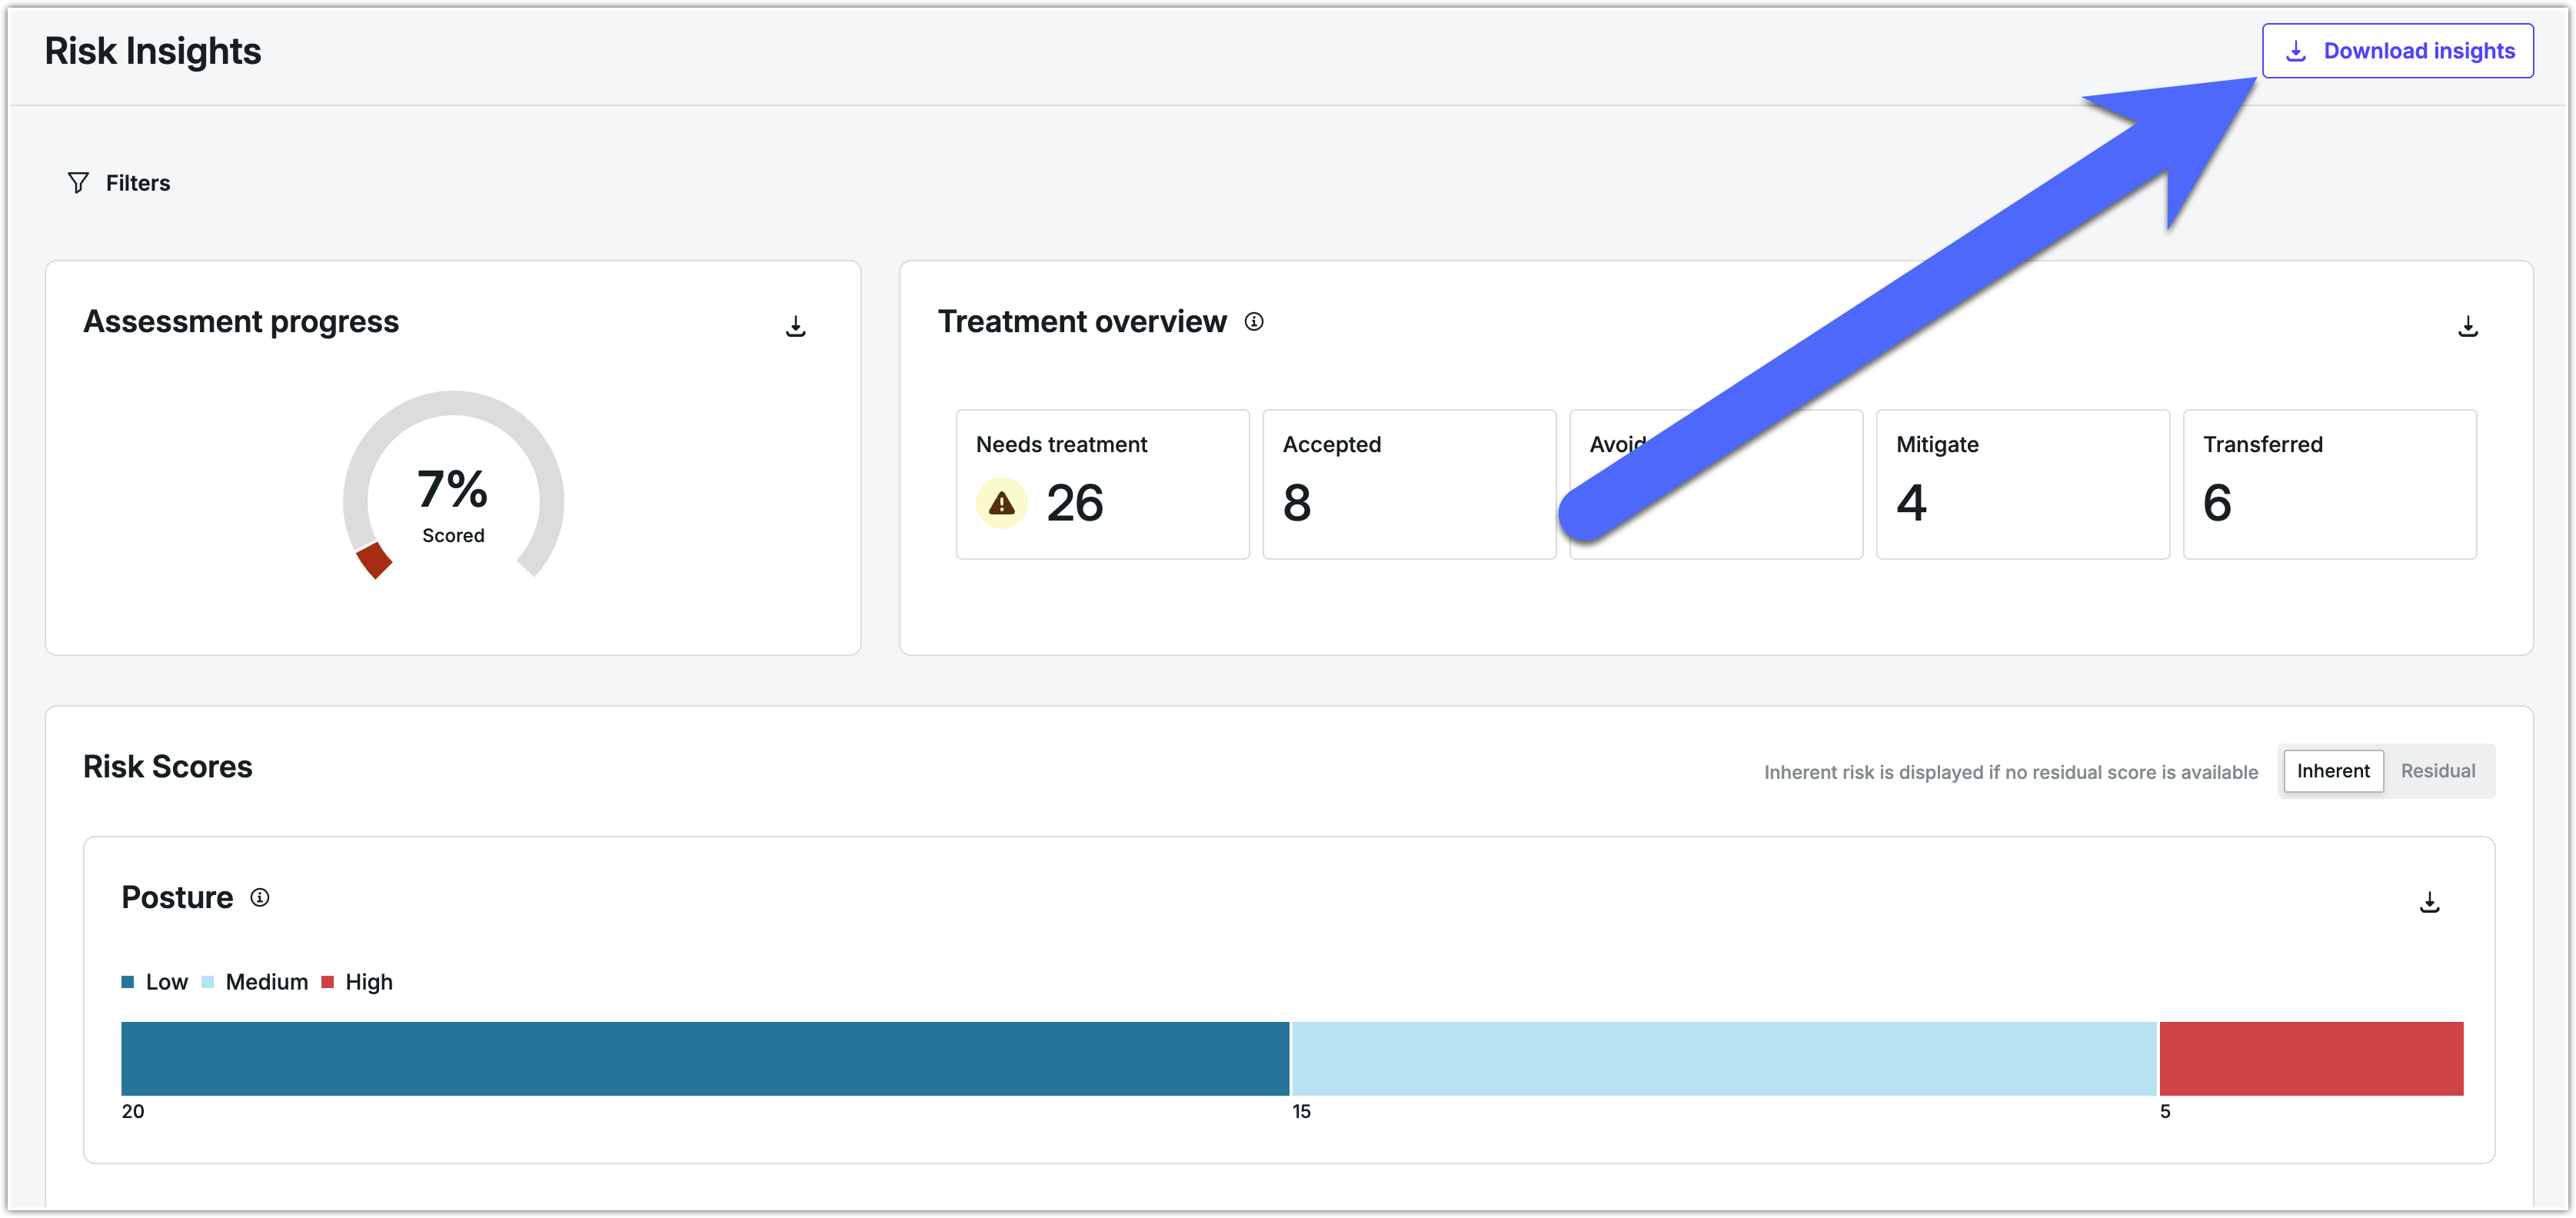 Risk Insights
Download insights
Filters
Assessment progress
7%
Scored
Treatment overview
Needs treatment
26
Accepted
8
Avoid
Mitigate
4
Transferred
6
Risk Scores
Inherent risk is displayed if no residual score is available
Inherent
Residual
Posture
Low
Medium
High
20
15
5